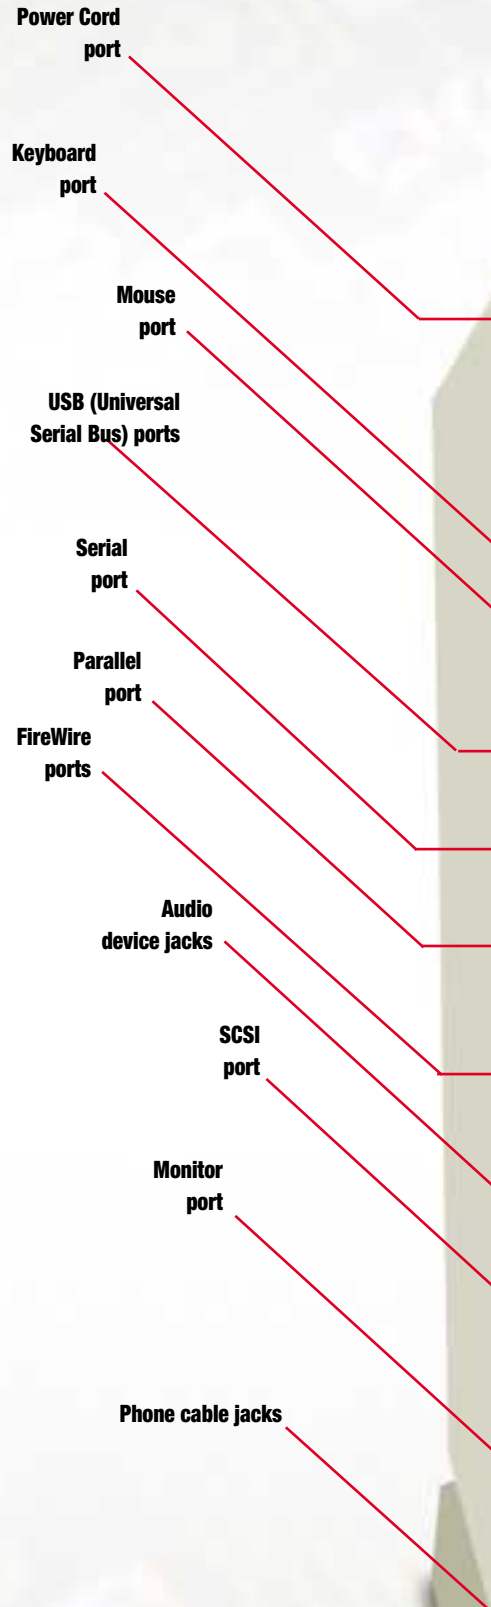 Power Cord
port
Keyboard
port
Mouse
port
USB (Universal
Serial Bus) ports
Serial
port
Parallel
port
FireWire
ports
Audio
device jacks
SCSI
port
Monitor
port
Phone cable jacks